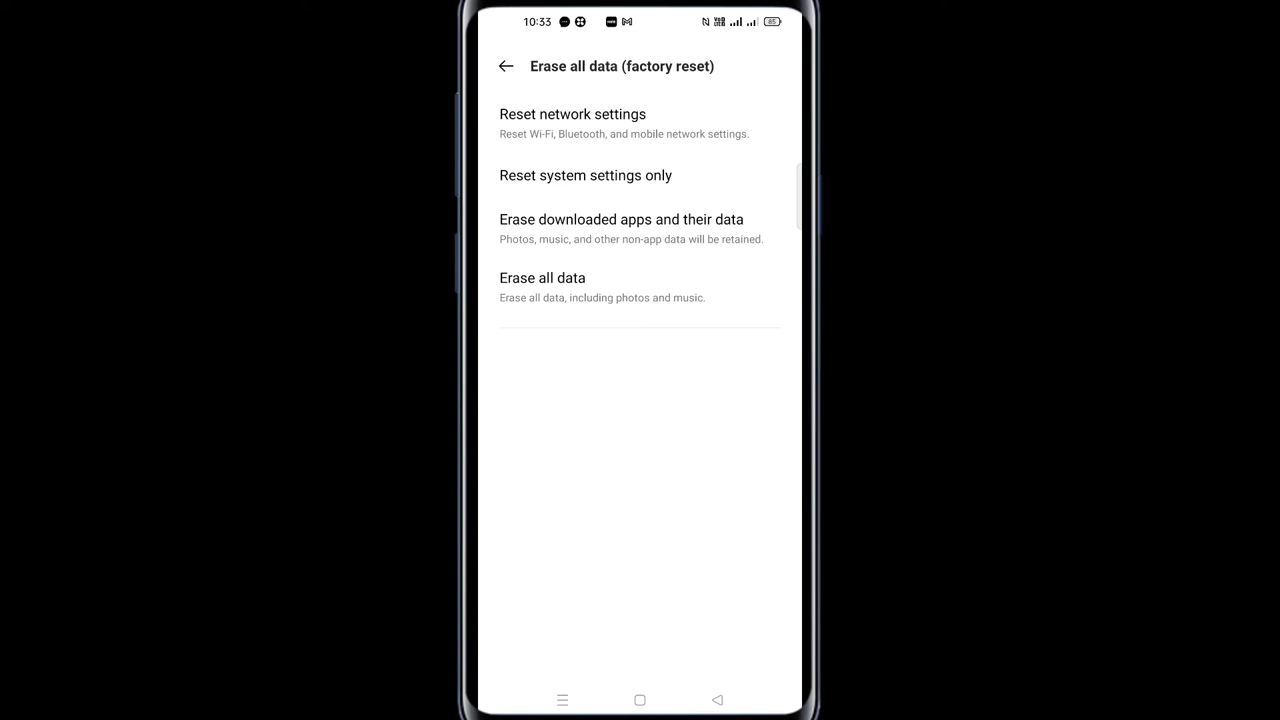 10:33
85
Erase all data (factory reset)
Reset network settings
Reset Wi-Fi, Bluetooth, and mobile network settings.
Reset system settings only
Erase downloaded apps and their data
Photos, music, and other non-app data will be retained.
Erase all data
Erase all data, including photos and music.